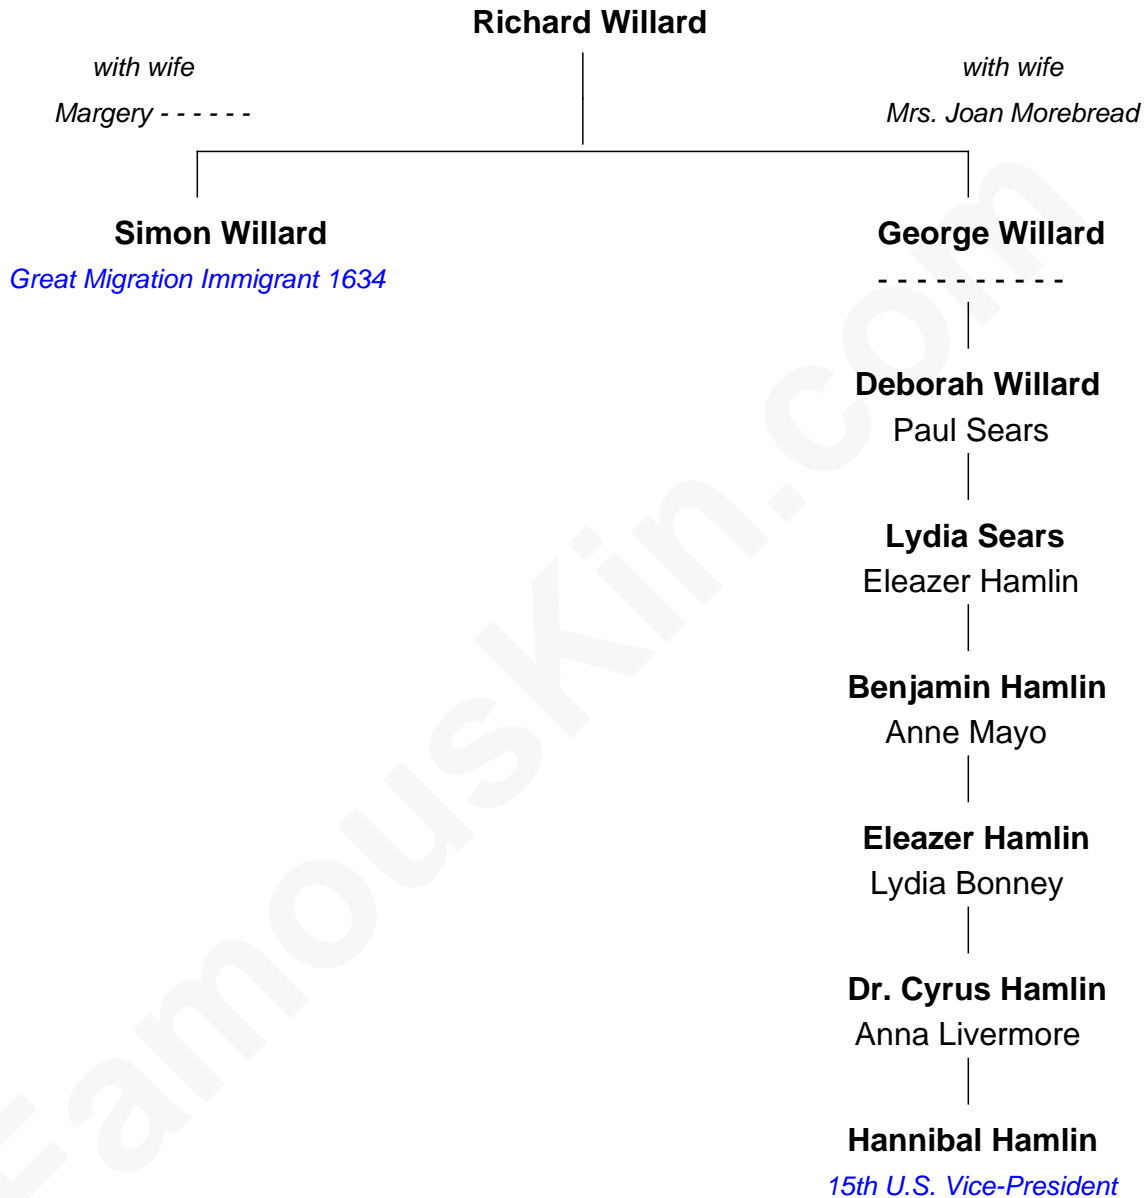 Richard Willard
with wife
with wife
Margery - - - - - -
Mrs. Joan Morebread
Simon Willard
George Willard
Great Migration Immigrant 1634
- - - - - - - - - -
Deborah Willard
Paul Sears
Lydia Sears
Eleazer Hamlin
Benjamin Hamlin
Anne Mayo
Eleazer Hamlin
Lydia Bonney
Dr. Cyrus Hamlin
Anna Livermore
Hannibal Hamlin
15th U.S. Vice-President
FamousKin.com